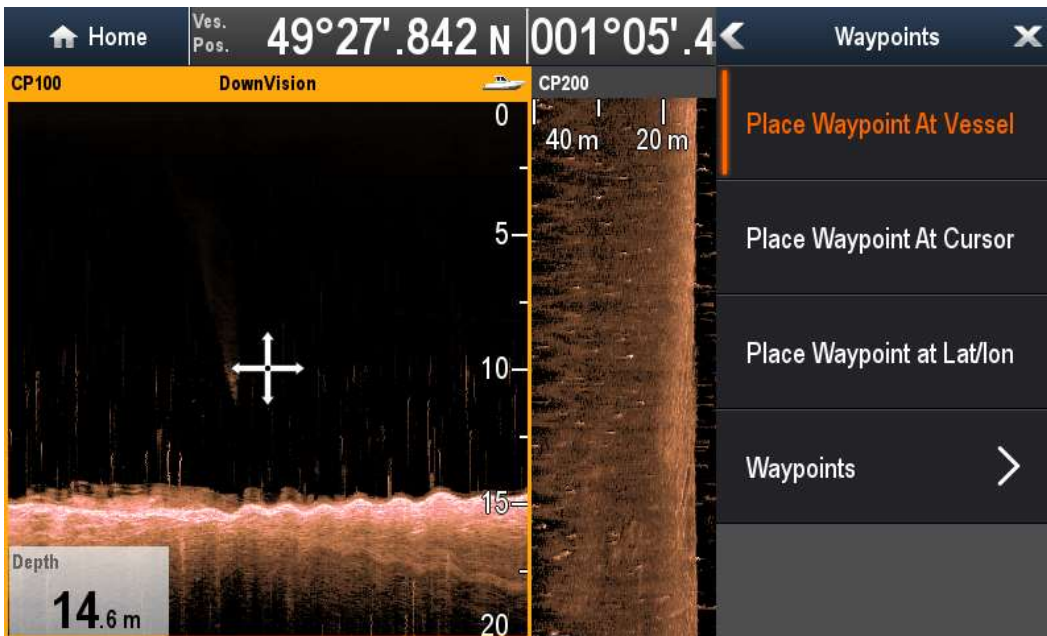 Home
Ves. Pos. 49°27'.842 N 001°05'.4
Waypoints
CP100 DownVision
CP200
0
5
10
15
20
40 m 20 m
Depth
14.6 m
Place Waypoint At Vessel
Place Waypoint At Cursor
Place Waypoint at Lat/lon
Waypoints